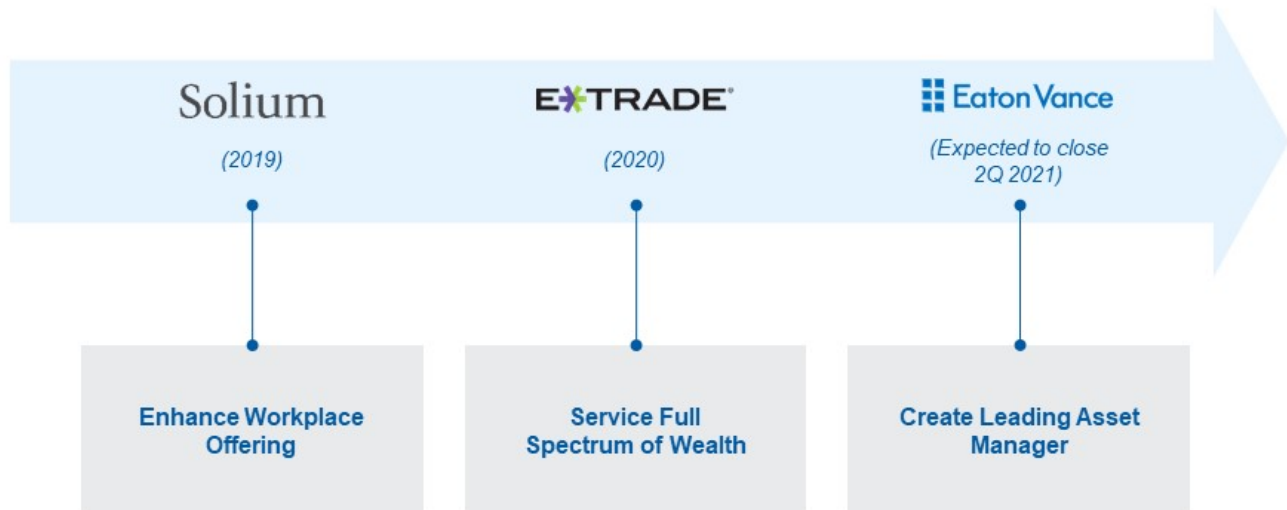 Solium
E*TRADE®
Eaton Vance
(2019)
(2020)
(Expected to close
2Q 2021)
Enhance Workplace
Offering
Service Full
Spectrum of Wealth
Create Leading Asset
Manager